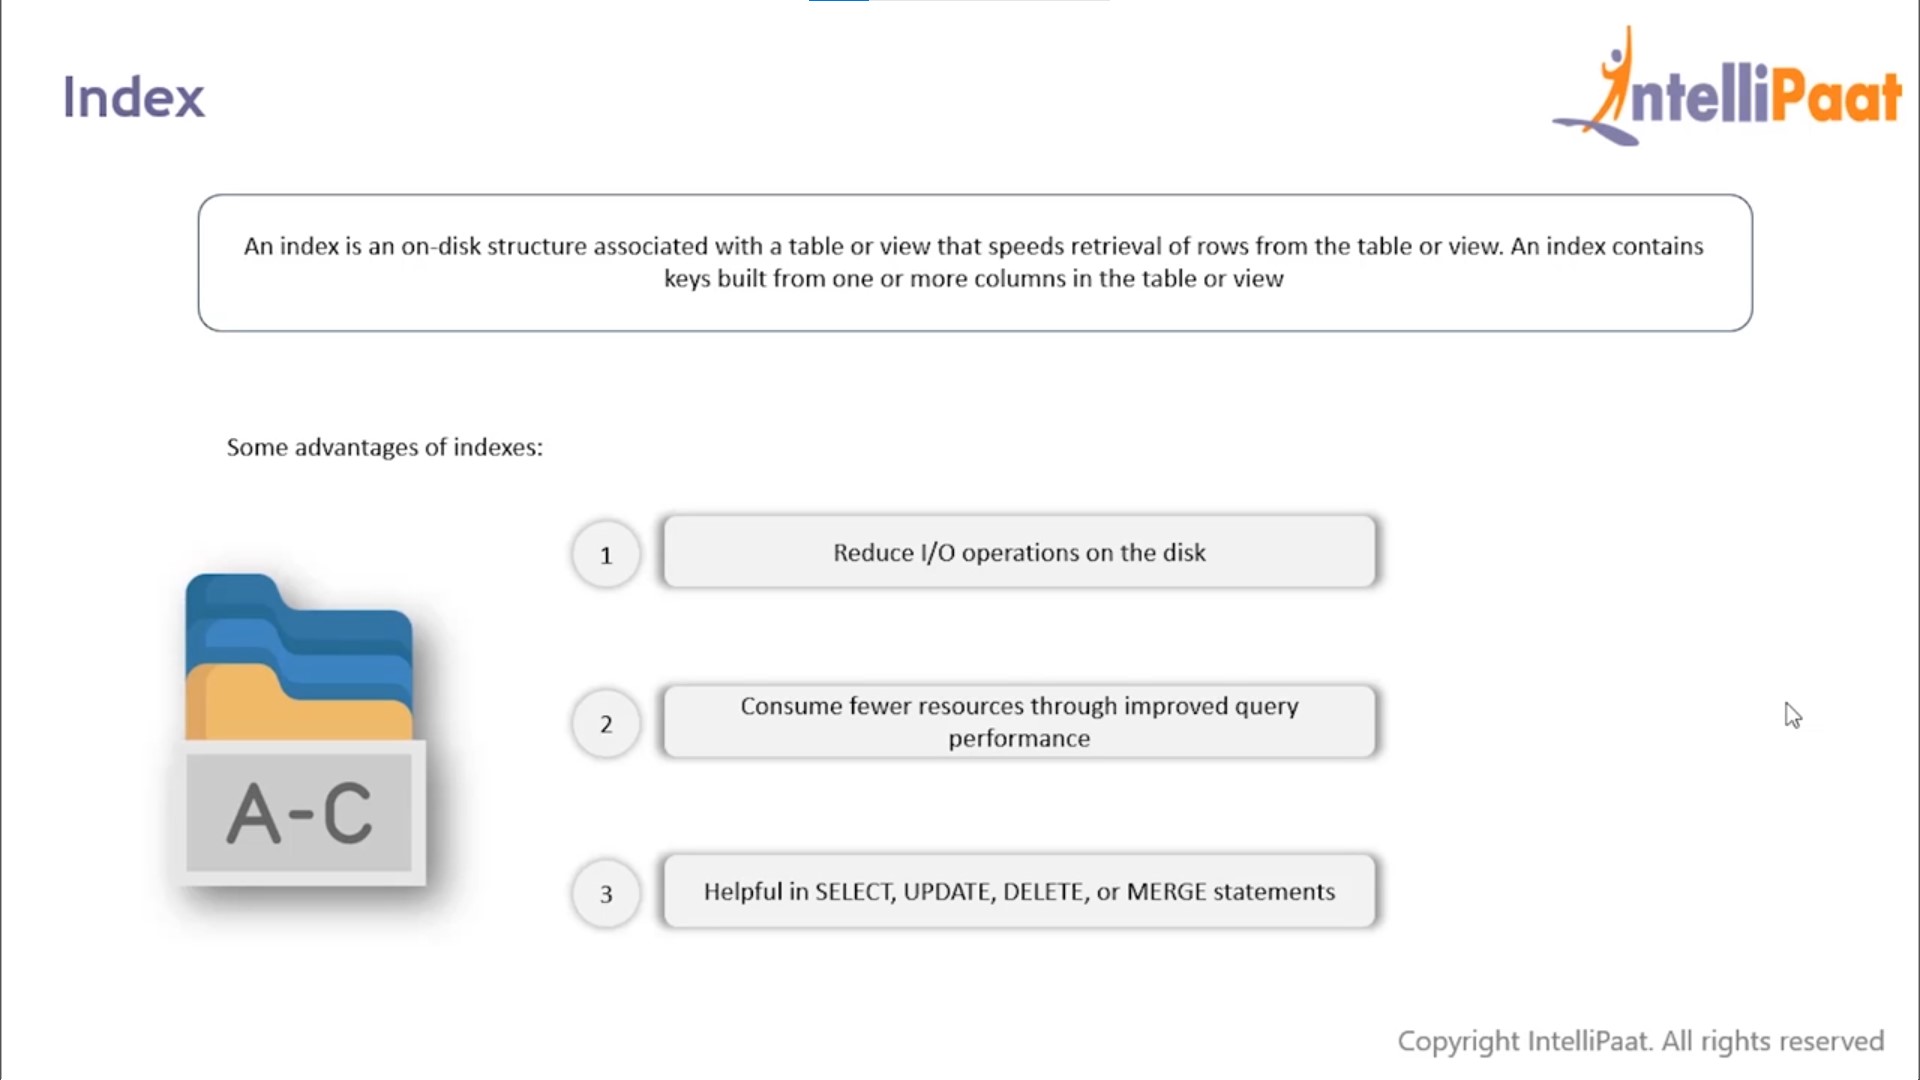 Index
IntelliPaat
An index is an on-disk structure associated with a table or view that speeds retrieval of rows from the table or view. An index contains
keys built from one or more columns in the table or view
Some advantages of indexes:
1
Reduce I/O operations on the disk
2
Consume fewer resources through improved query
performance
3
Helpful in SELECT, UPDATE, DELETE, or MERGE statements
A-C
Copyright IntelliPaat. All rights reserved